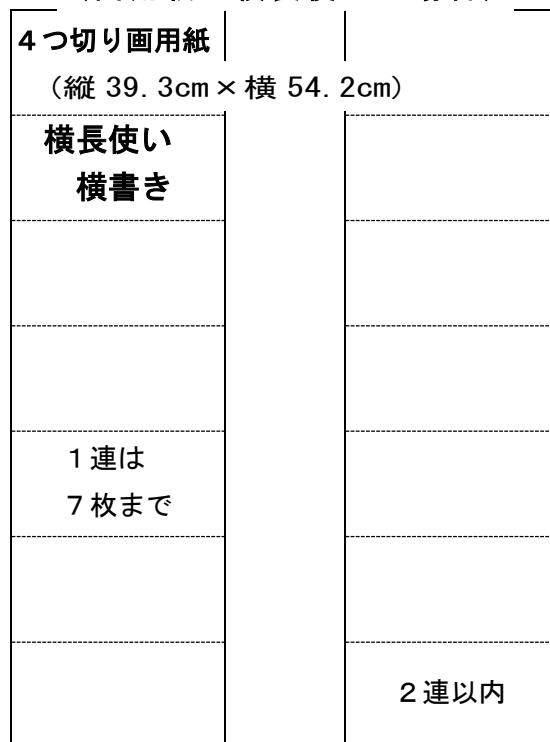 ４つ切り画用紙
（縦 39.3cm×横 54.2cm）
横長使い
横書き
１連は
７枚まで
２連以内